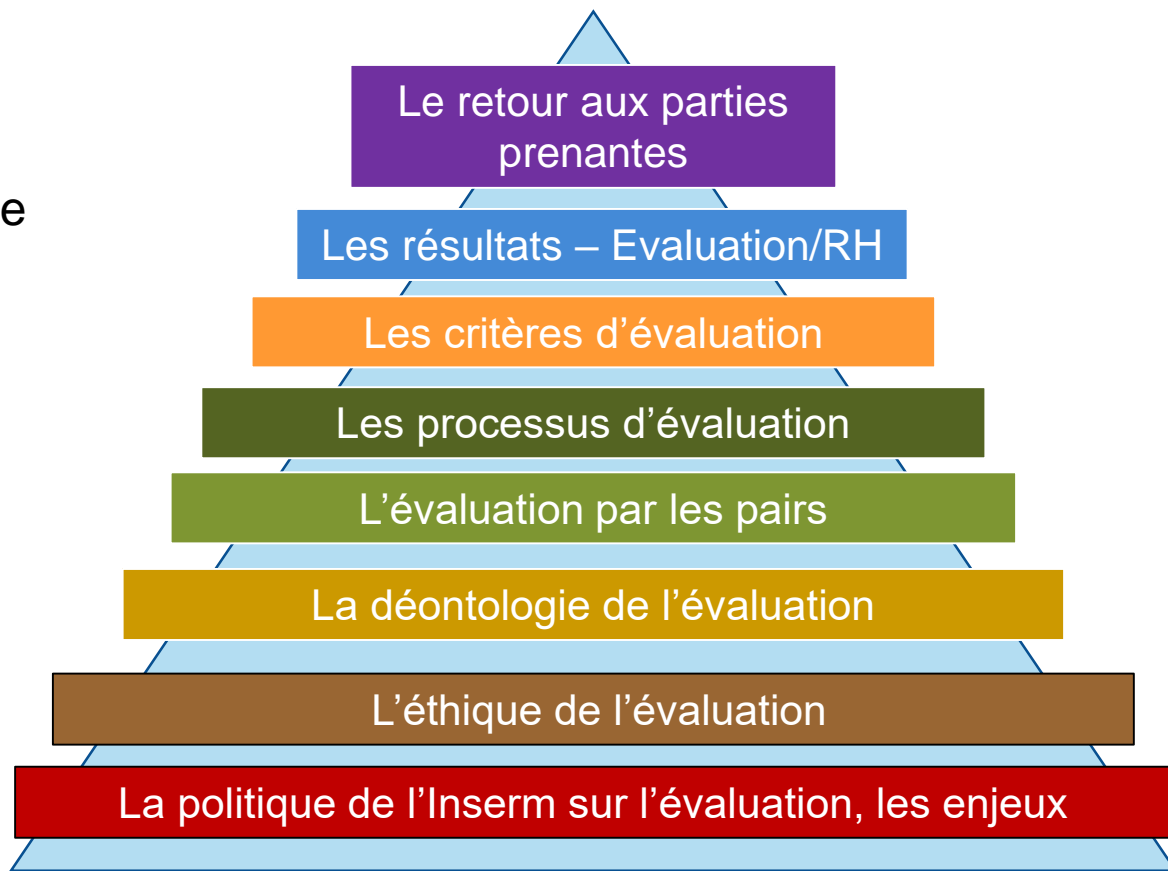 Le retour aux parties
prenantes
e
Les résultats – Evaluation/RH
Les critères d’évaluation
Les processus d’évaluation
L’évaluation par les pairs
La déontologie de l’évaluation
L’éthique de l’évaluation
La politique de l’Inserm sur l’évaluation, les enjeux